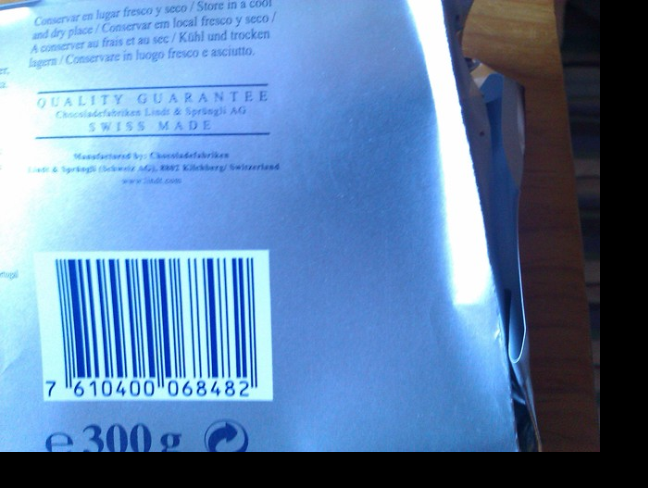 Conservar en lugar fresco y seco / Store in a cool
and dry place / Conservar em local fresco y seco /
A conserver au frais et au sec / Kühl und trocken
lagern / Conservare in luogo fresco e asciutto.
QUALITY GUARANTEE
Chocoladefabriken Lindt & Sprüngli AG
SWISS MADE
Manufactured by: Chocoladefabriken
Lindt & Sprüngli (Schweiz AG), 8802 Kilchberg/ Switzerland
www.lindt.com
7 610400 068482
e 300 g